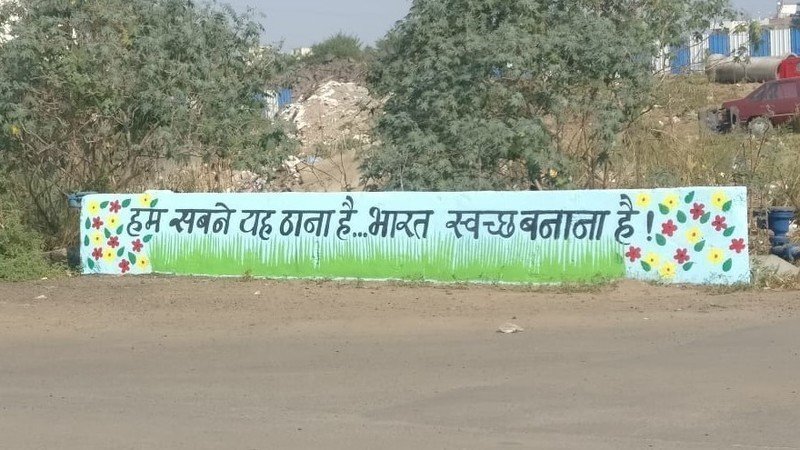 हम सबने यह ठाना है...भारत स्वच्छ बनाना है!